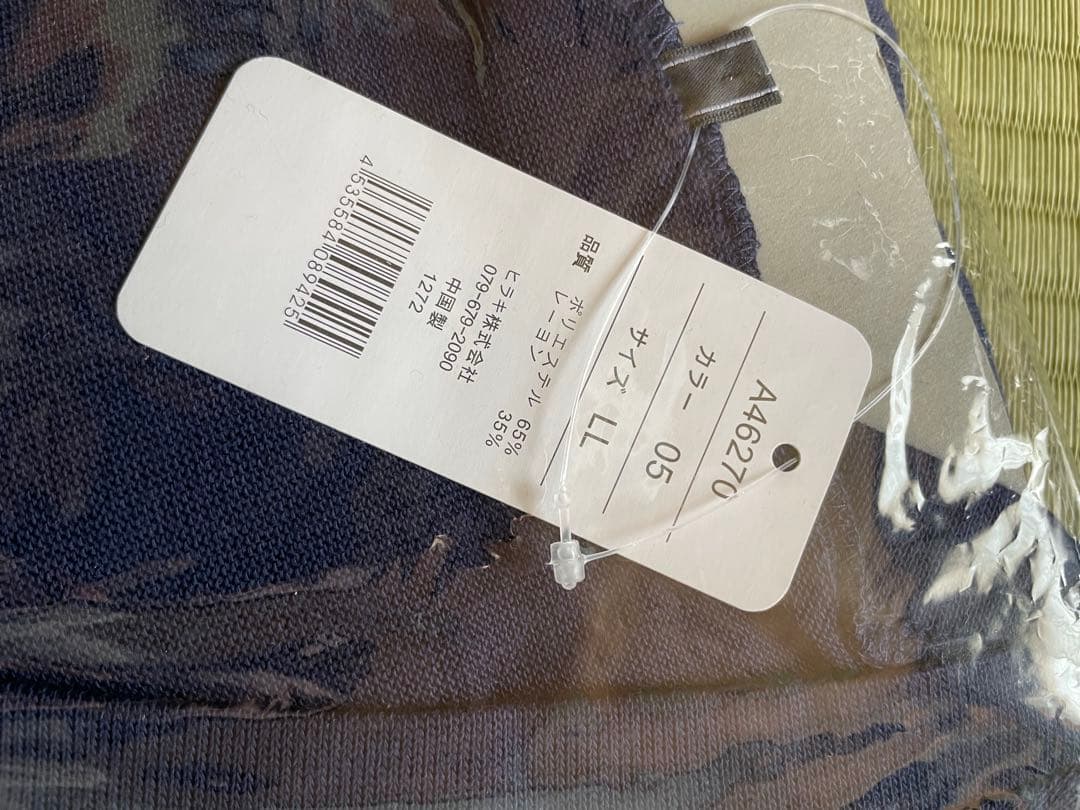 A46270
カラー 05
サイズ LL
品質 ポリエステル 65%
レーヨン 35%
ヒラキ株式会社
079-679-2090
中国製
1272
4535584089425